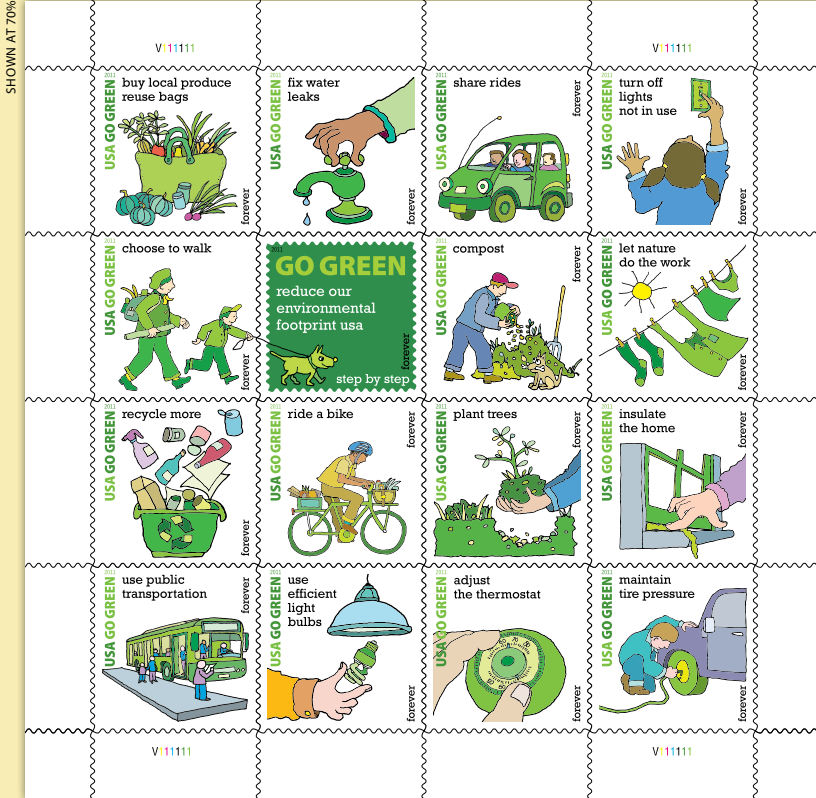 SHOWN AT 70%
V111111
V111111
2011
USA GO GREEN
buy local produce
reuse bags
forever
2011
USA GO GREEN
fix water
leaks
forever
2011
USA GO GREEN
share rides
forever
2011
USA GO GREEN
turn off
lights
not in use
forever
2011
USA GO GREEN
choose to walk
forever
2011
GO GREEN
reduce our
environmental
footprint usa
forever
step by step
2011
USA GO GREEN
compost
forever
2011
USA GO GREEN
let nature
do the work
forever
2011
USA GO GREEN
recycle more
forever
2011
USA GO GREEN
ride a bike
forever
2011
USA GO GREEN
plant trees
forever
2011
USA GO GREEN
insulate
the home
forever
2011
USA GO GREEN
use public
transportation
forever
2011
USA GO GREEN
use
efficient
light
bulbs
forever
2011
USA GO GREEN
adjust
the thermostat
forever
2011
USA GO GREEN
maintain
tire pressure
forever
V111111
V111111